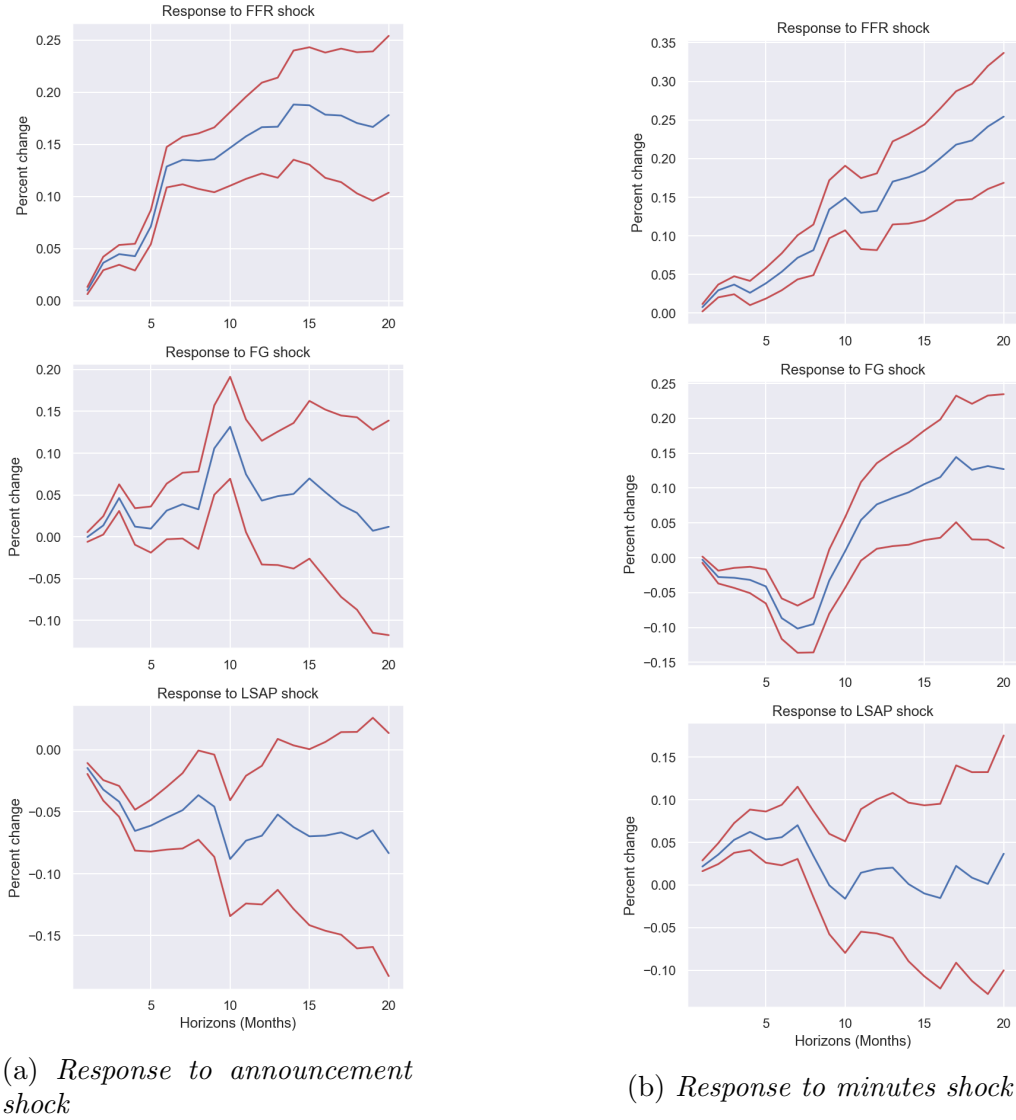 Response to FFR shock
Percent change
0.25
0.20
0.15
0.10
0.05
0.00
5 10 15 20
Response to FG shock
Percent change
0.20
0.15
0.10
0.05
0.00
−0.05
−0.10
5 10 15 20
Response to LSAP shock
Percent change
0.00
−0.05
−0.10
−0.15
5 10 15 20
Horizons (Months)
(a) Response to announcement
shock
Response to FFR shock
Percent change
0.35
0.30
0.25
0.20
0.15
0.10
0.05
0.00
5 10 15 20
Response to FG shock
Percent change
0.25
0.20
0.15
0.10
0.05
0.00
−0.05
−0.10
−0.15
5 10 15 20
Response to LSAP shock
Percent change
0.15
0.10
0.05
0.00
−0.05
−0.10
5 10 15 20
Horizons (Months)
(b) Response to minutes shock